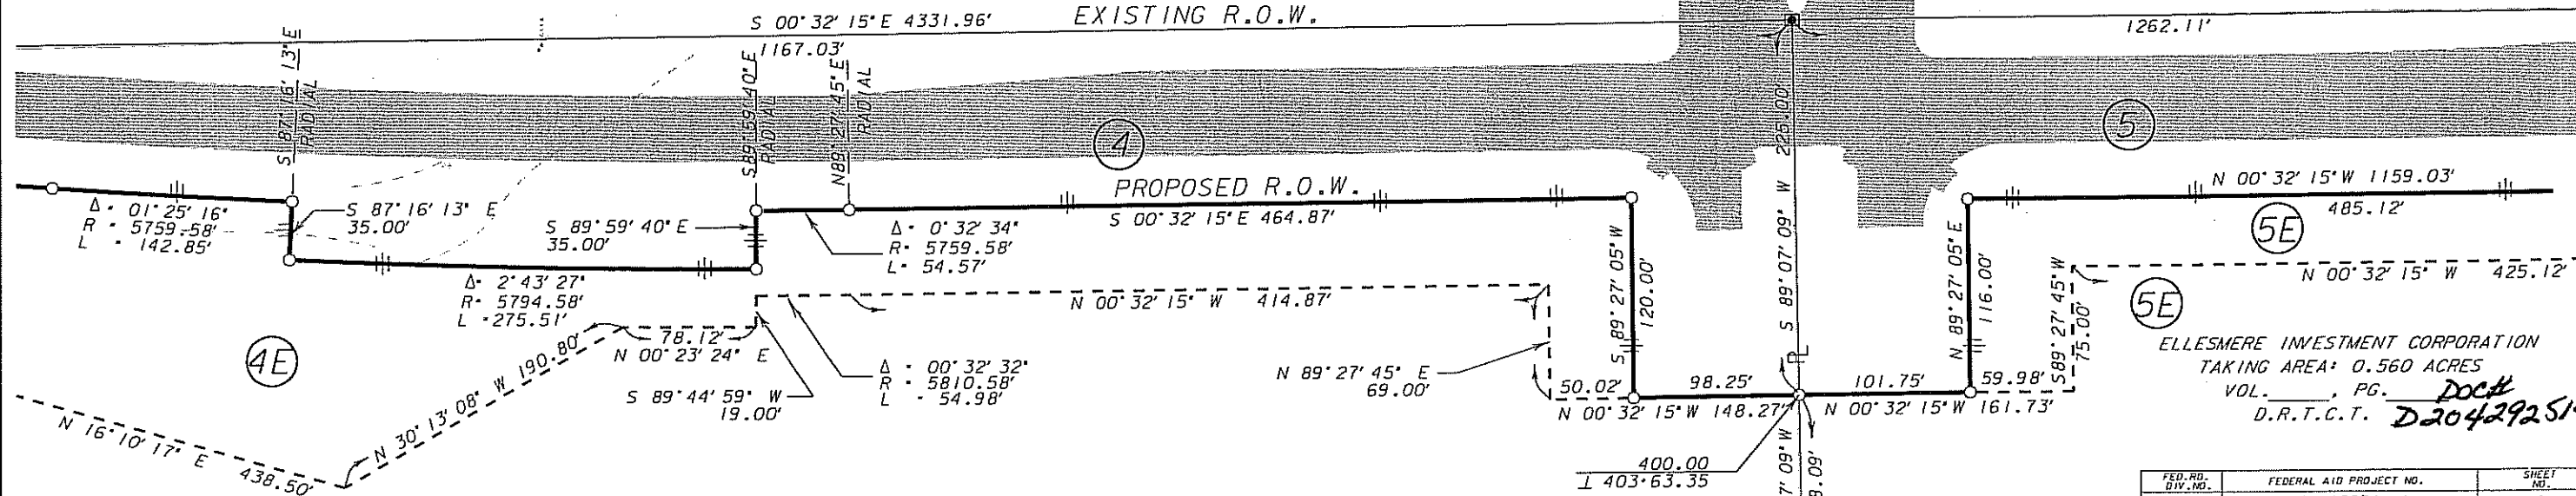 S 00° 32' 15" E 4331.96'
EXISTING R.O.W.
1167.03'
1262.11'
S 87° 16' 13" E
RADIAL
S 89° 59' 40" E
RADIAL
N 89° 27' 45" E
RADIAL
225.00'
S 89° 07' 09" W
4
5
PROPOSED R.O.W.
S 00° 32' 15" E 464.87'
N 00° 32' 15" W 1159.03'
485.12'
5E
Δ= 01° 25' 16"
R = 5759.58'
L = 142.85'
S 87° 16' 13" E
35.00'
S 89° 59' 40" E
35.00'
Δ= 0° 32' 34"
R= 5759.58'
L= 54.57'
Δ= 2° 43' 27"
R= 5794.58'
L =275.51'
N 00° 32' 15" W 414.87'
S 89° 27' 05" W
120.00'
N 89° 27' 05" E
116.00'
S89° 27' 45" W
75.00'
N 00° 32' 15" W 425.12'
5E
4E
78.12'
N 00° 23' 24" E
N 30° 13' 08" W 190.80'
N 16° 10' 17" E 438.50'
S 89° 44' 59" W
19.00'
Δ = 00° 32' 32"
R = 5810.58'
L = 54.98'
N 89° 27' 45" E
69.00'
50.02'
98.25'
101.75'
59.98'
N 00° 32' 15" W 148.27'
N 00° 32' 15" W 161.73'
400.00
⊥ 403+63.35
7' 09" W
8.09'
ELLESMERE INVESTMENT CORPORATION
TAKING AREA: 0.560 ACRES
VOL.______, PG. DOC#
D.R.T.C.T. D20429251
FED.RD. DIV.NO.
FEDERAL AID PROJECT NO.
SHEET NO.